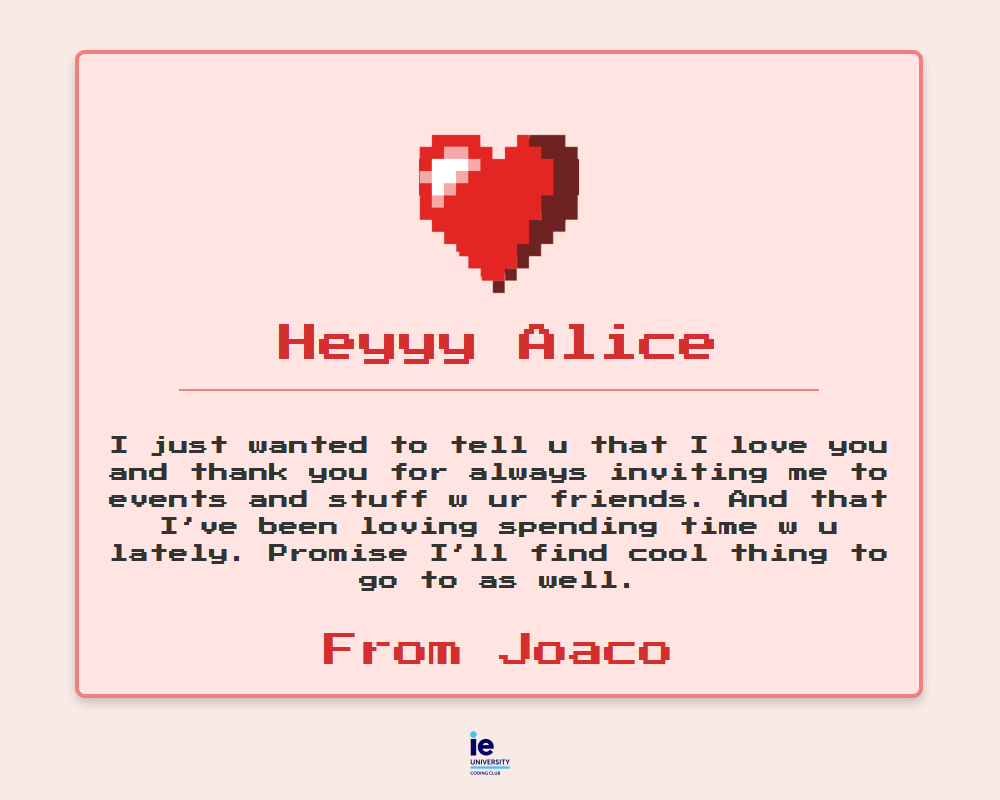 Heyyy Alice
I just wanted to tell u that I love you
and thank you for always inviting me to
events and stuff w ur friends. And that
I've been loving spending time w u
lately. Promise I'll find cool thing to
go to as well.
From Joaco
ie
UNIVERSITY
CODING CLUB